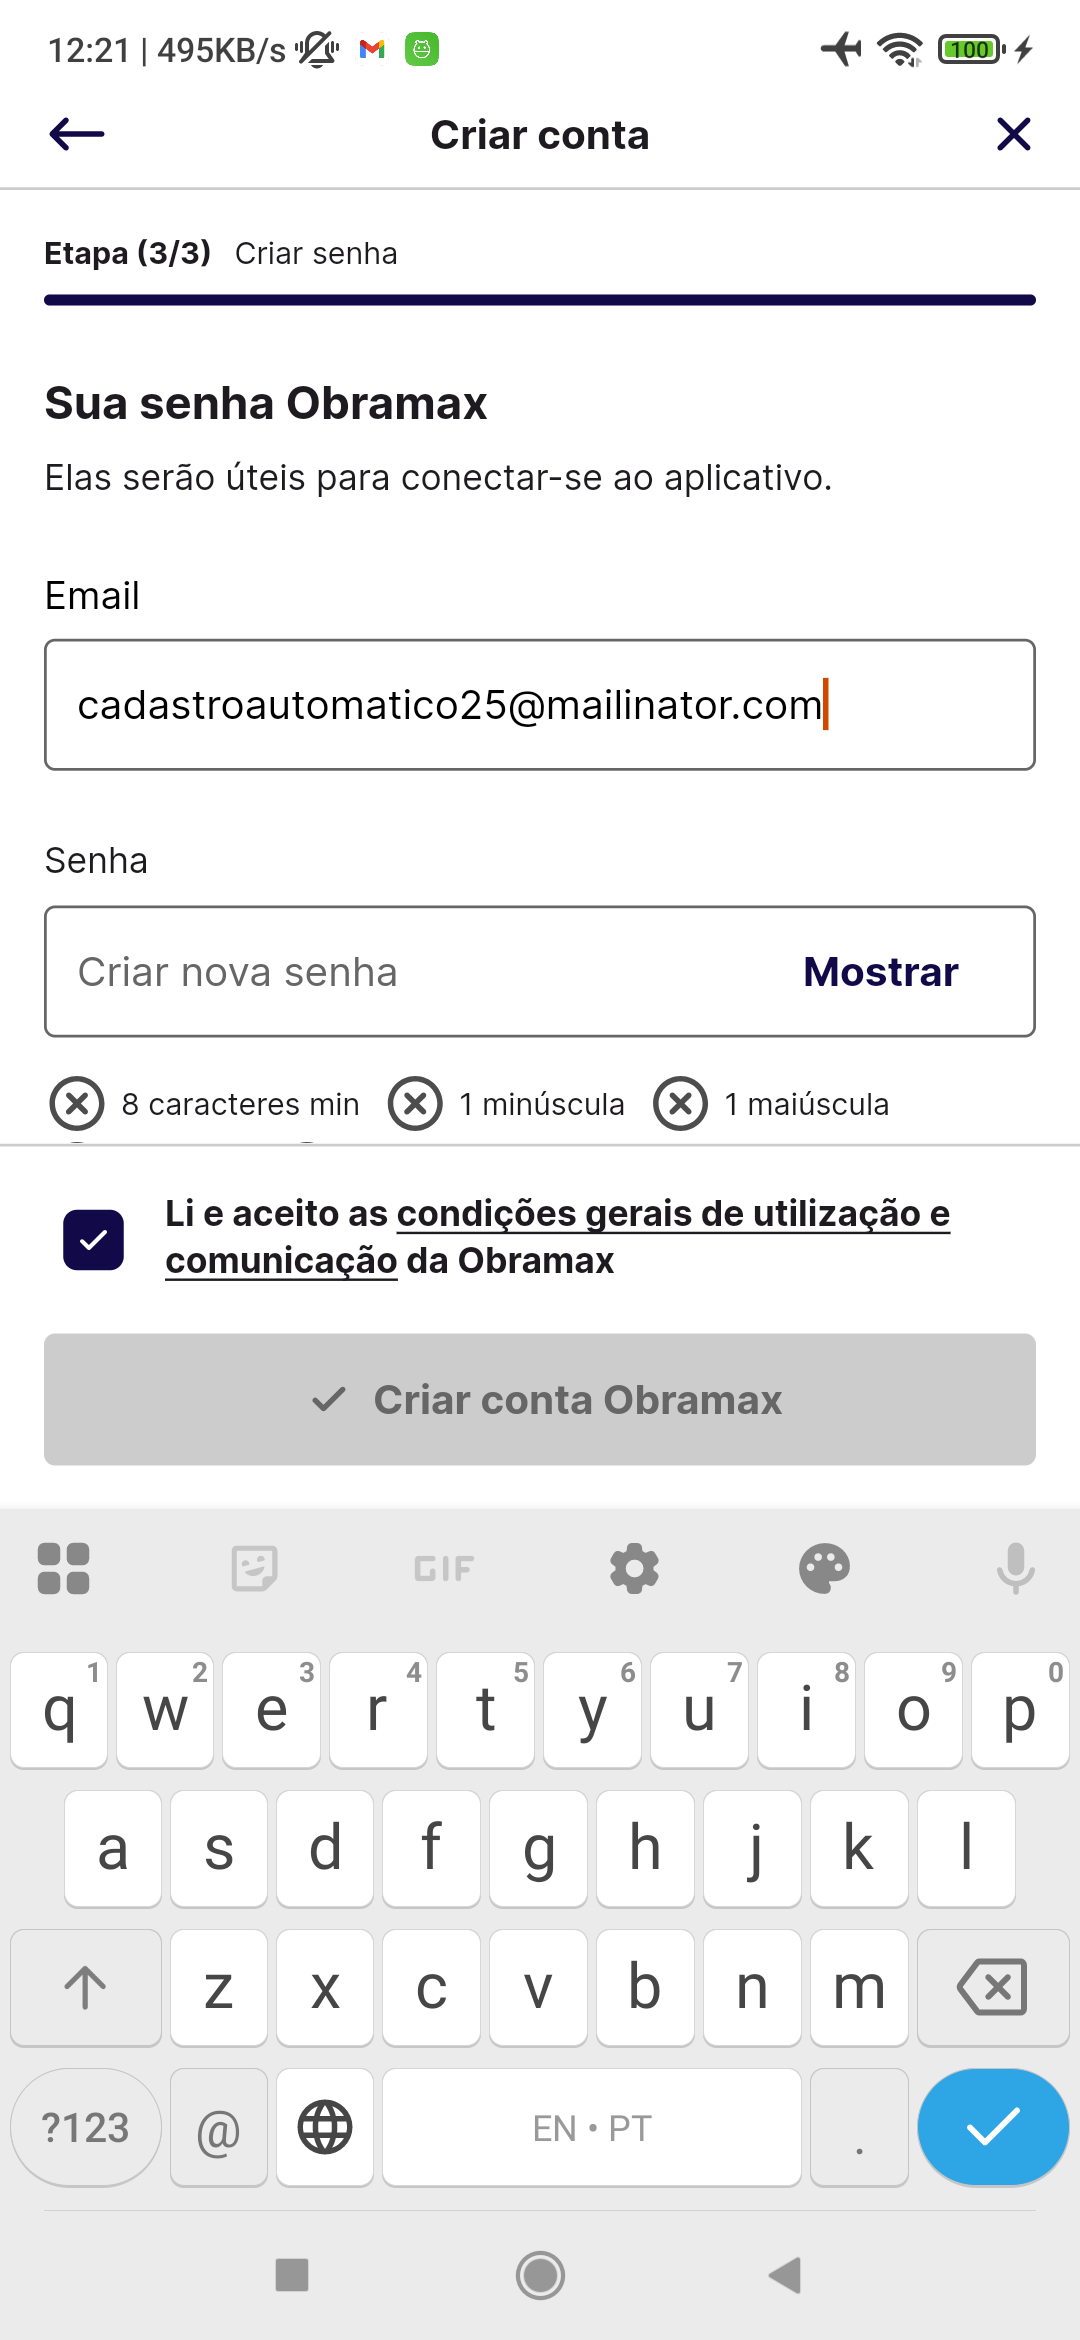 12:21 | 495KB/s
100
Criar conta
Etapa (3/3) Criar senha
Sua senha Obramax
Elas serão úteis para conectar-se ao aplicativo.
Email
cadastroautomatico25@mailinator.com
Senha
Criar nova senha Mostrar
8 caracteres min 1 minúscula 1 maiúscula
Li e aceito as condições gerais de utilização e
comunicação da Obramax
Criar conta Obramax
GIF
1 2 3 4 5 6 7 8 9 0
q w e r t y u i o p
a s d f g h j k l
z x c v b n m
?123 @ EN • PT .